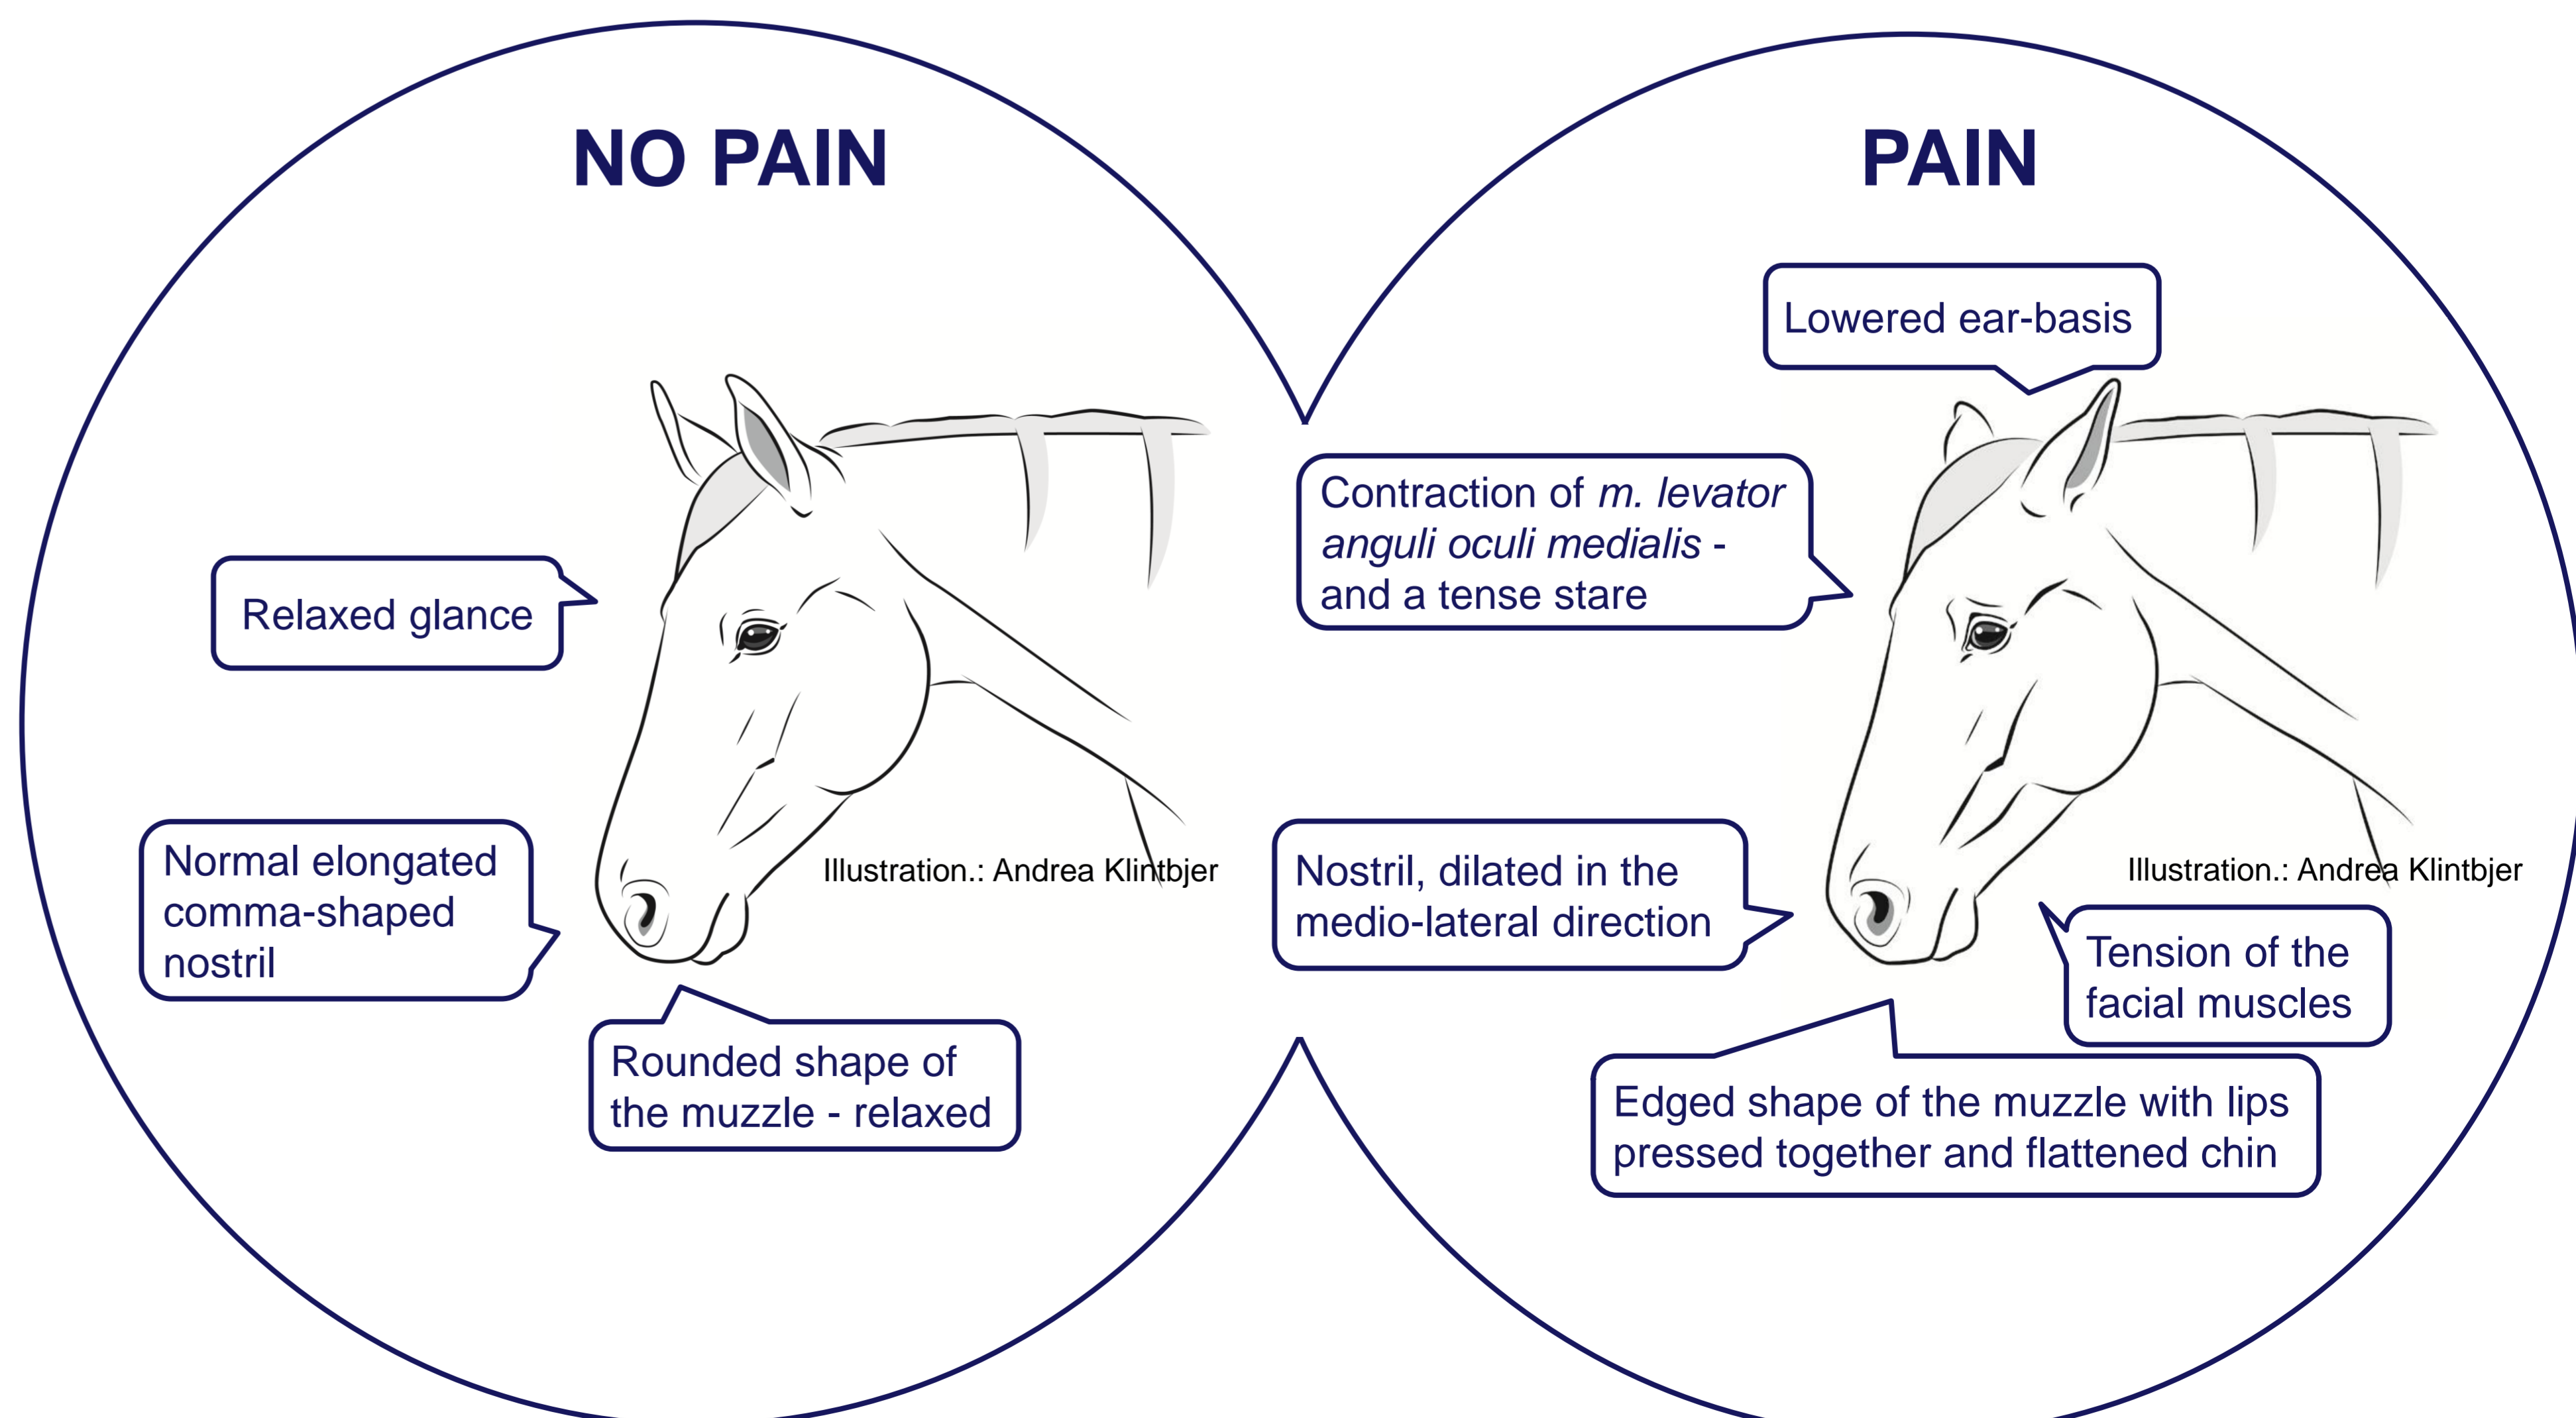 NO PAIN
Relaxed glance
Normal elongated
comma-shaped
nostril
Illustration.: Andrea Klintbjer
Rounded shape of
the muzzle - relaxed
PAIN
Lowered ear-basis
Contraction of m. levator
anguli oculi medialis -
and a tense stare
Nostril, dilated in the
medio-lateral direction
Illustration.: Andrea Klintbjer
Tension of the
facial muscles
Edged shape of the muzzle with lips
pressed together and flattened chin